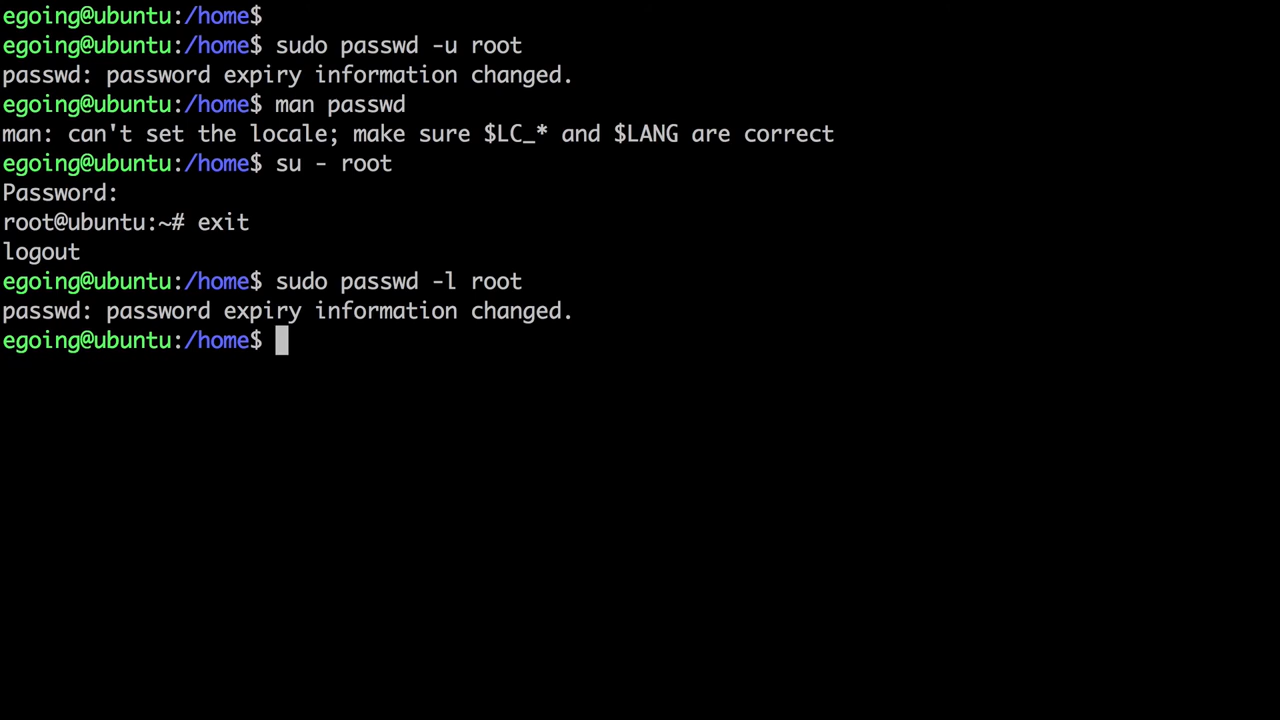 egoing@ubuntu:/home$
egoing@ubuntu:/home$ sudo passwd -u root
passwd: password expiry information changed.
egoing@ubuntu:/home$ man passwd
man: can't set the locale; make sure $LC_* and $LANG are correct
egoing@ubuntu:/home$ su - root
Password:
root@ubuntu:~# exit
logout
egoing@ubuntu:/home$ sudo passwd -l root
passwd: password expiry information changed.
egoing@ubuntu:/home$